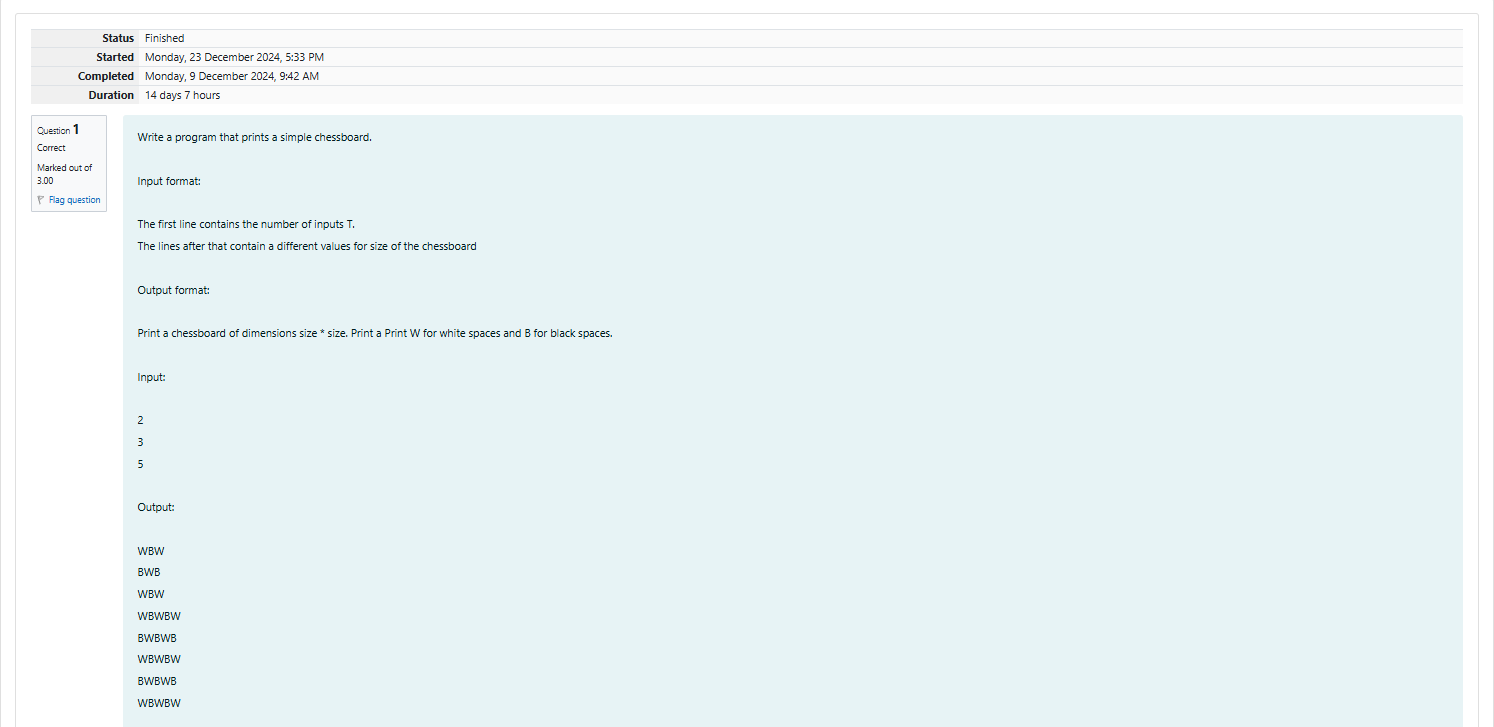 Status Finished
Started Monday, 23 December 2024, 5:33 PM
Completed Monday, 9 December 2024, 9:42 AM
Duration 14 days 7 hours
Question 1
Correct
Marked out of
3.00
Flag question
Write a program that prints a simple chessboard.
Input format:
The first line contains the number of inputs T.
The lines after that contain a different values for size of the chessboard
Output format:
Print a chessboard of dimensions size * size. Print a Print W for white spaces and B for black spaces.
Input:
2
3
5
Output:
WBW
BWB
WBW
WBWBW
BWBWB
WBWBW
BWBWB
WBWBW